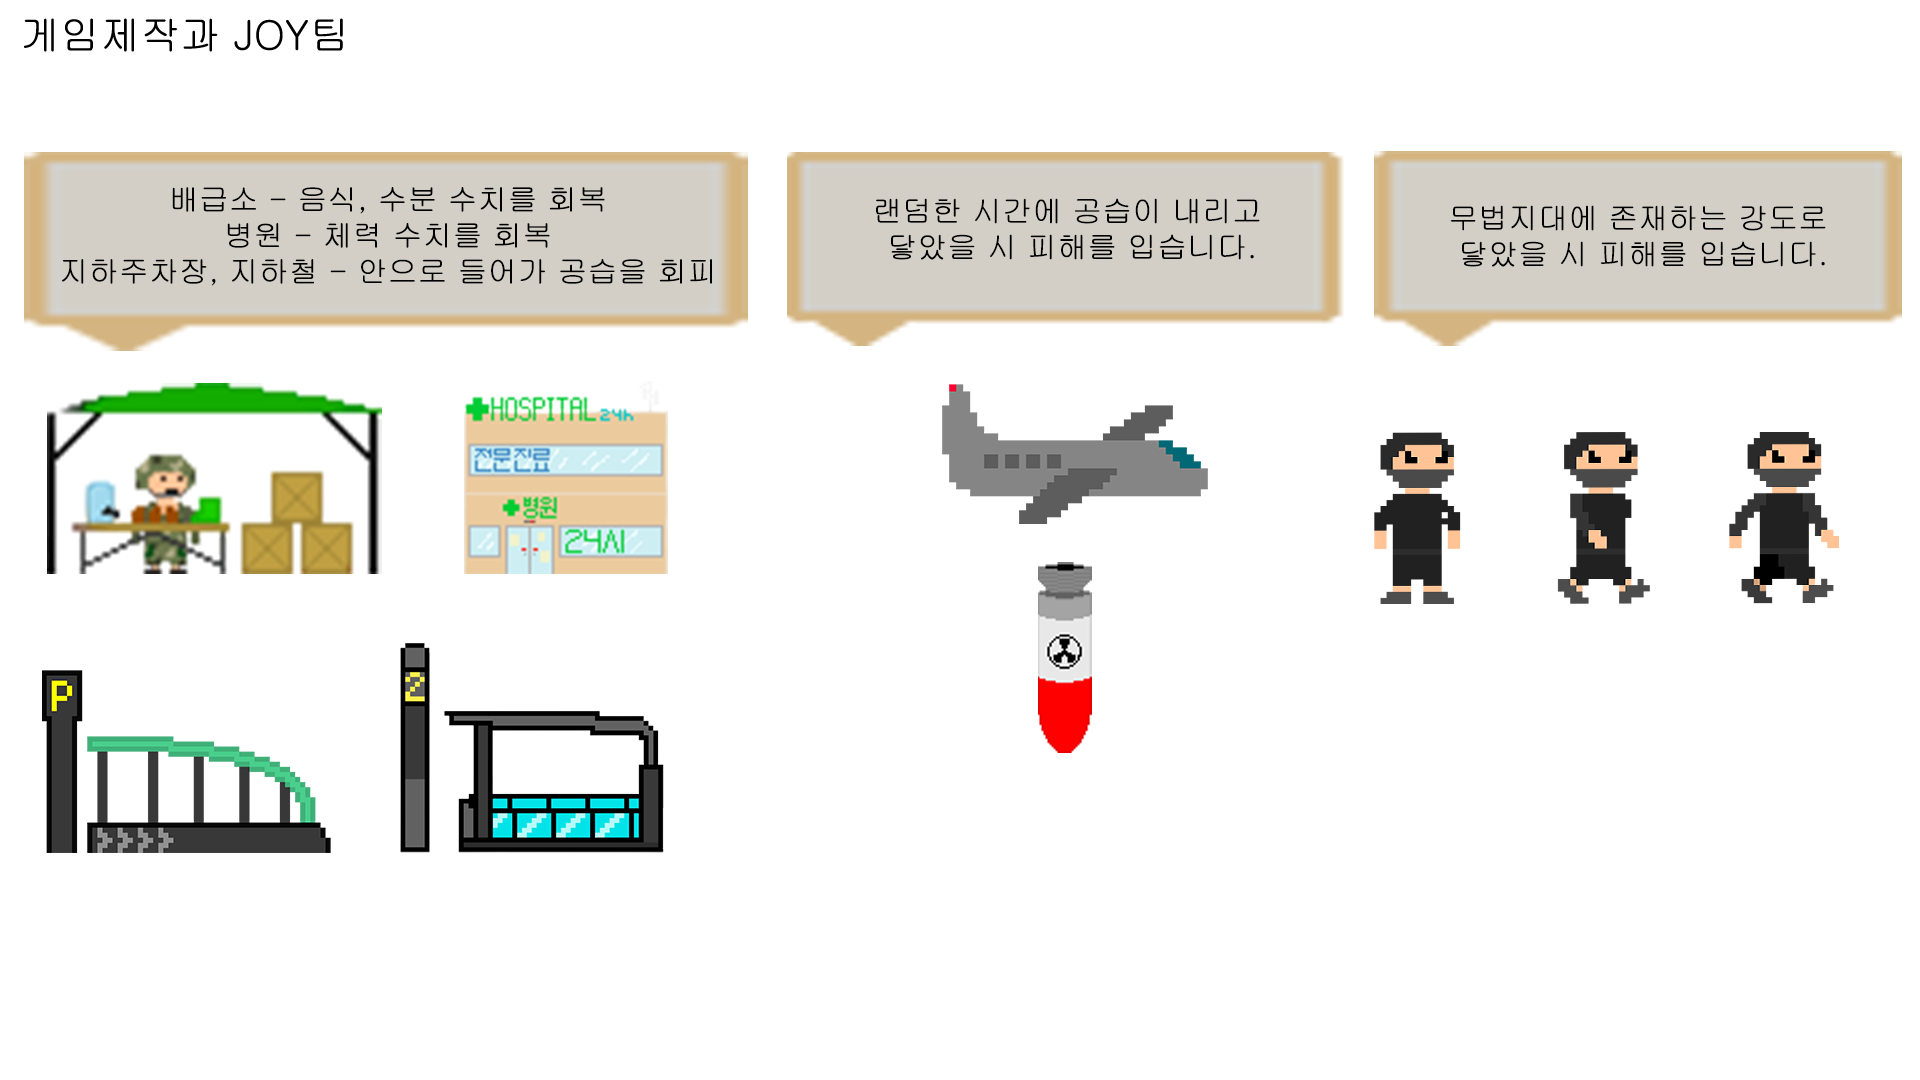 게임제작과 JOY팀
배급소 - 음식, 수분 수치를 회복
병원 - 체력 수치를 회복
지하주차장, 지하철 - 안으로 들어가 공습을 회피
랜덤한 시간에 공습이 내리고
닿았을 시 피해를 입습니다.
무법지대에 존재하는 강도로
닿았을 시 피해를 입습니다.
HOSPITAL 24h
전문진료
병원
24시
P
2